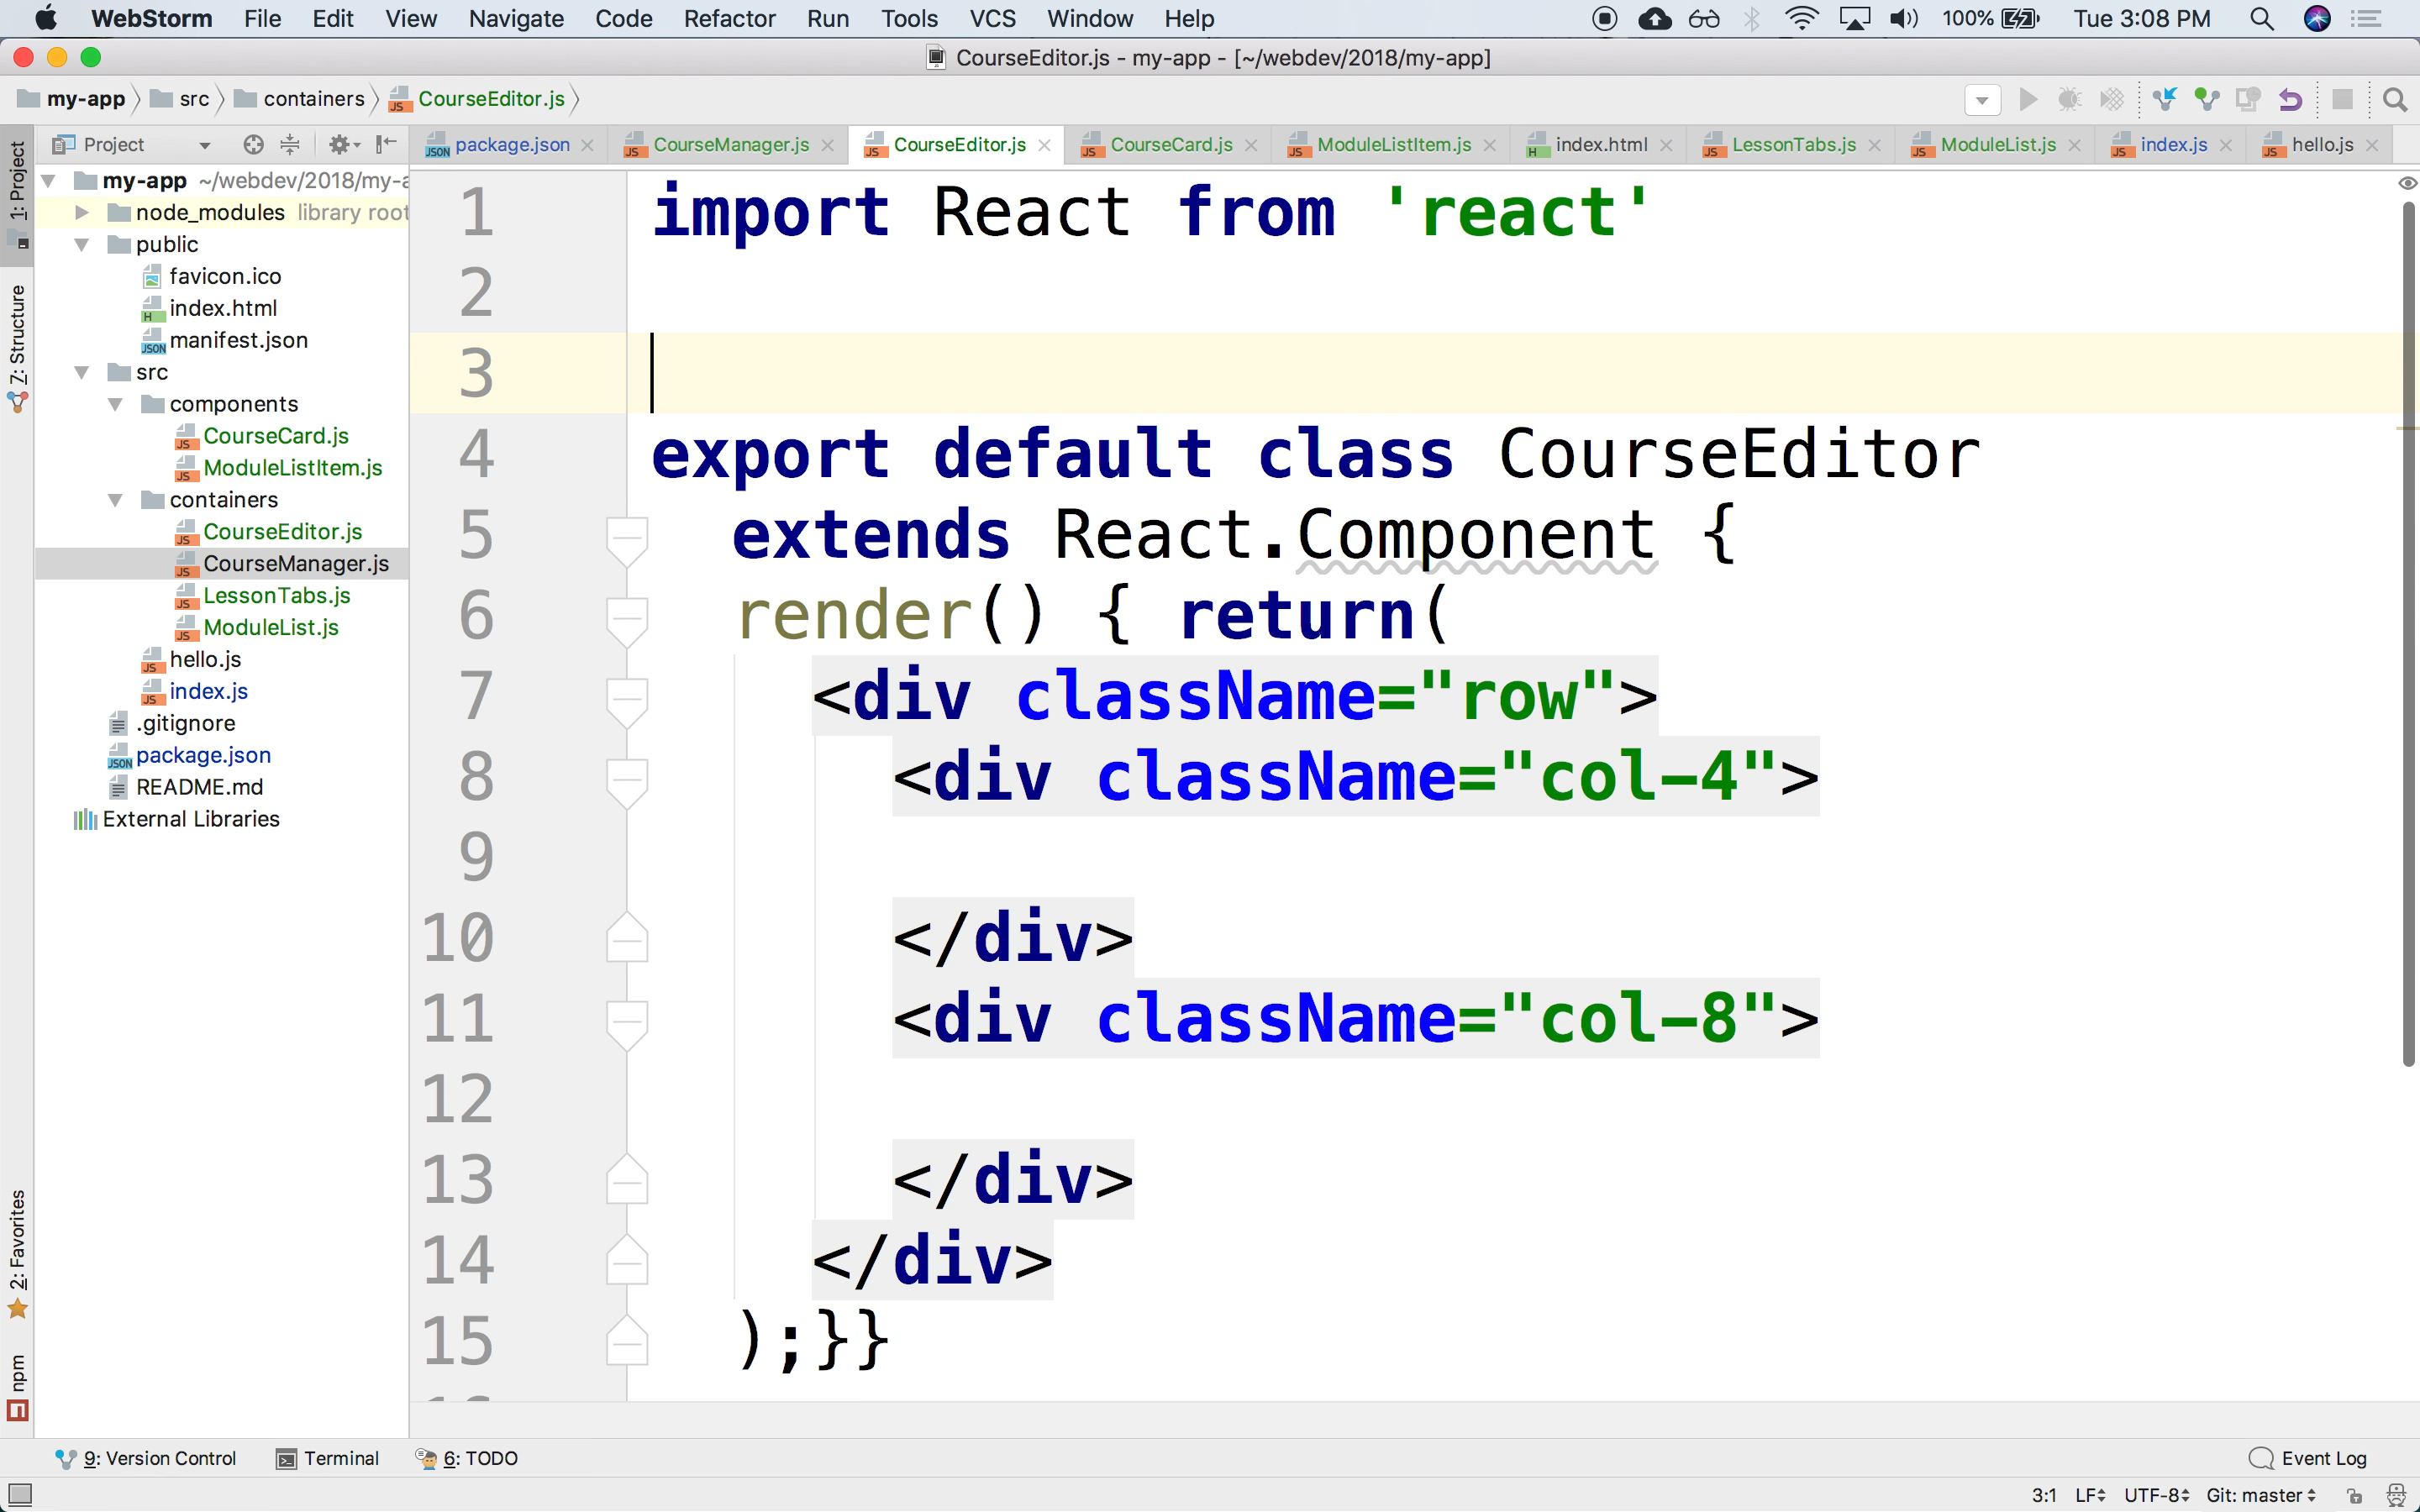 WebStorm File Edit View Navigate Code Refactor Run Tools VCS Window Help 100% Tue 3:08 PM
CourseEditor.js - my-app - [~/webdev/2018/my-app]
my-app src containers CourseEditor.js
Project package.json CourseManager.js CourseEditor.js CourseCard.js ModuleListItem.js index.html LessonTabs.js ModuleList.js index.js hello.js
1: Project
7: Structure
2: Favorites
npm
my-app ~/webdev/2018/my-a
node_modules library root
public
favicon.ico
index.html
manifest.json
src
components
CourseCard.js
ModuleListItem.js
containers
CourseEditor.js
CourseManager.js
LessonTabs.js
ModuleList.js
hello.js
index.js
.gitignore
package.json
README.md
External Libraries
1 import React from 'react'
2
3
4 export default class CourseEditor
5 extends React.Component {
6 render() { return(
7 <div className="row">
8 <div className="col-4">
9
10 </div>
11 <div className="col-8">
12
13 </div>
14 </div>
15 );}}
9: Version Control Terminal 6: TODO Event Log
3:1 LF UTF-8 Git: master